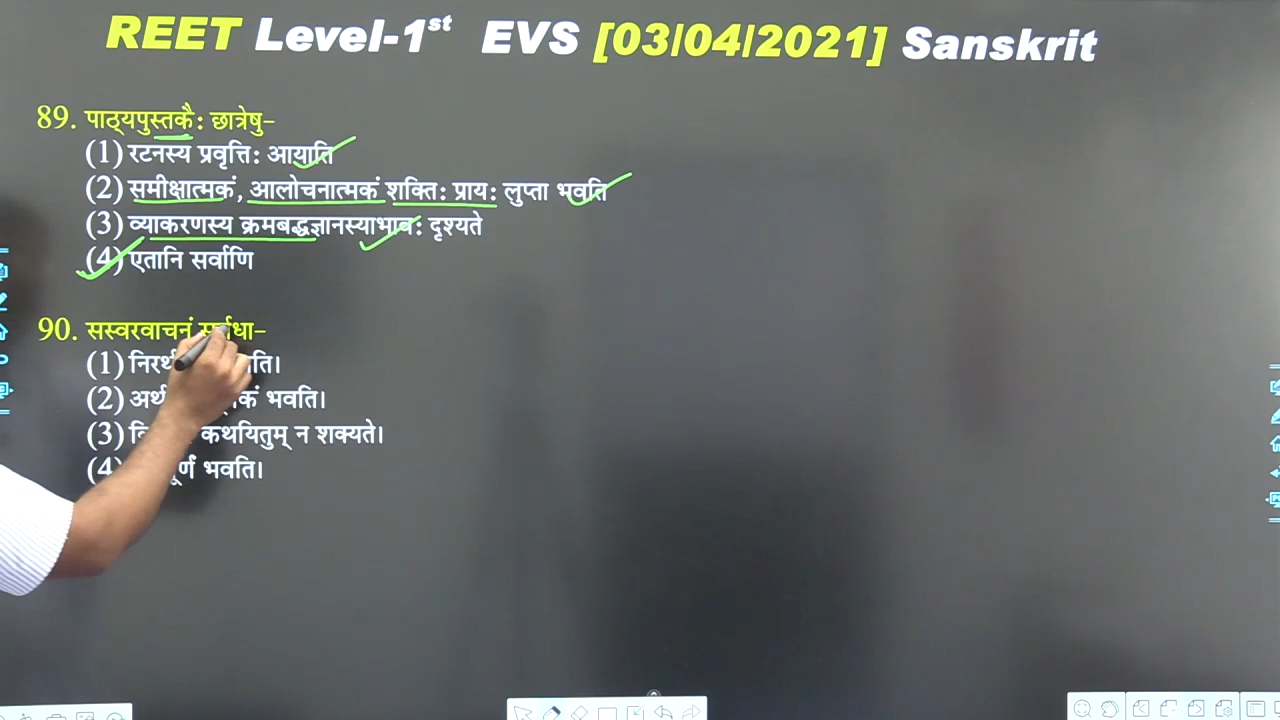 REET Level-1st EVS [03/04/2021] Sanskrit
89. पाठ्यपुस्तकै: छात्रेषु–
(1) रटनस्य प्रवृत्ति: आयाति
(2) समीक्षात्मकं, आलोचनात्मकं शक्ति: प्राय: लुप्ता भवति
(3) व्याकरणस्य क्रमबद्धज्ञानस्याभाव: दृश्यते
(4) एतानि सर्वाणि
90. सस्वरवाचनं
(1)
(2) भवति।
(3) कथयितुम् न शक्यते।
(4) भवति।